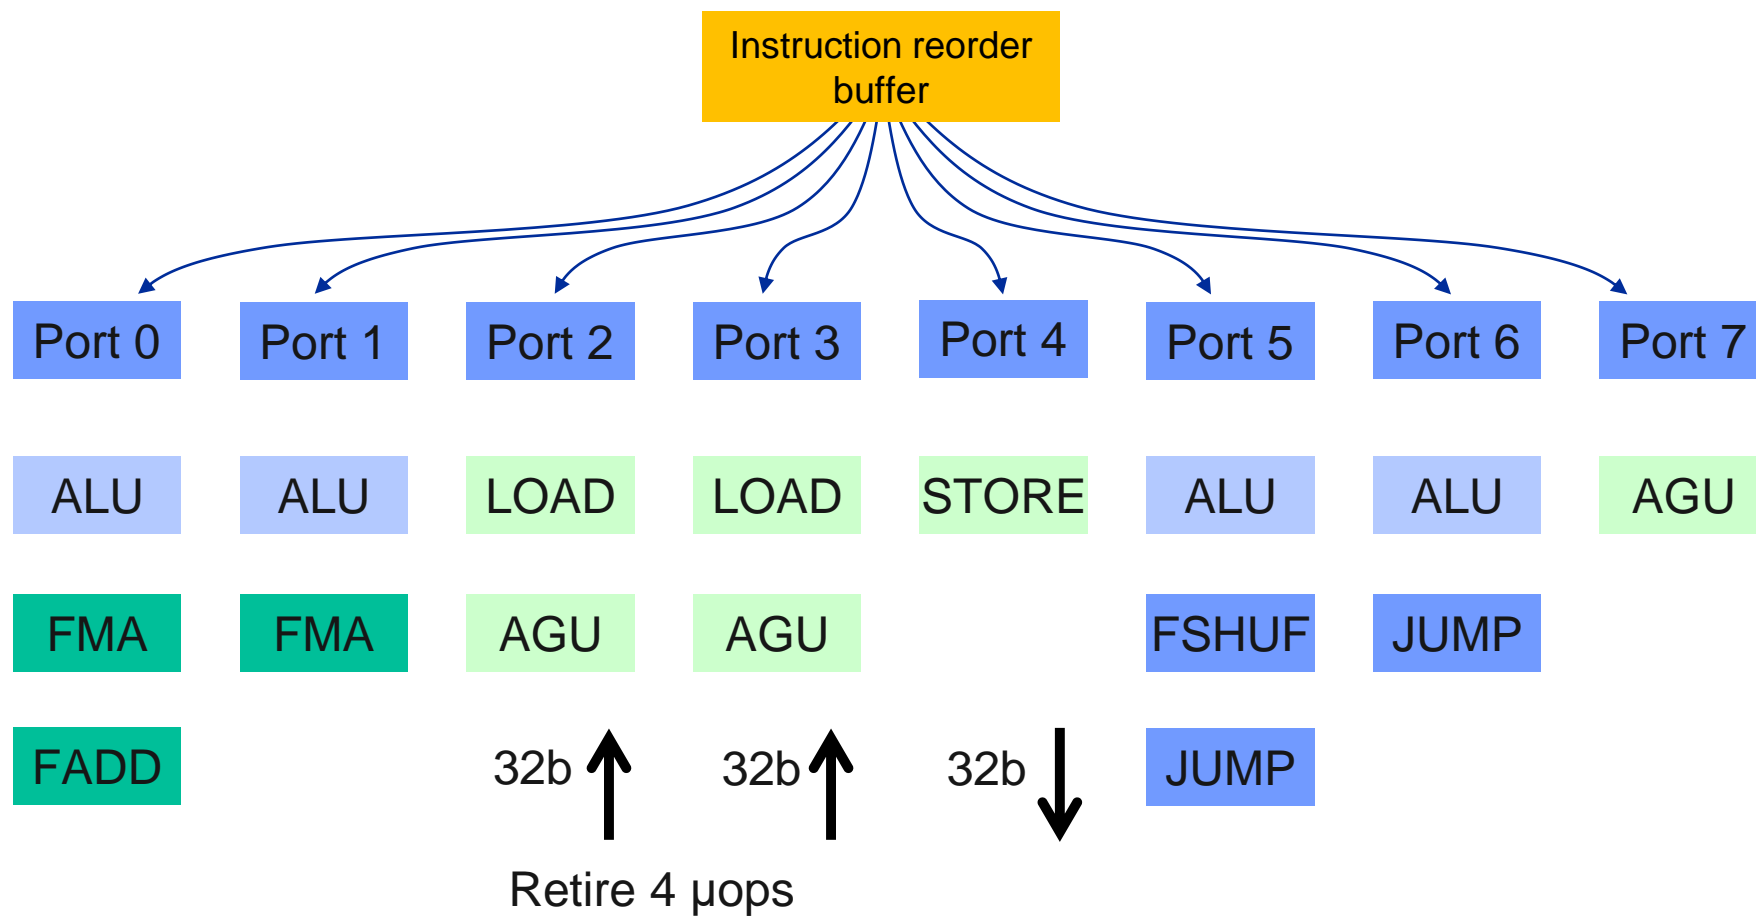 Instruction reorder
buffer
Port 0
Port 1
Port 2
Port 3
Port 4
Port 5
Port 6
Port 7
ALU
ALU
LOAD
LOAD
STORE
ALU
ALU
AGU
FMA
FMA
AGU
AGU
FSHUF
JUMP
FADD
32b
32b
32b
JUMP
Retire 4 μops